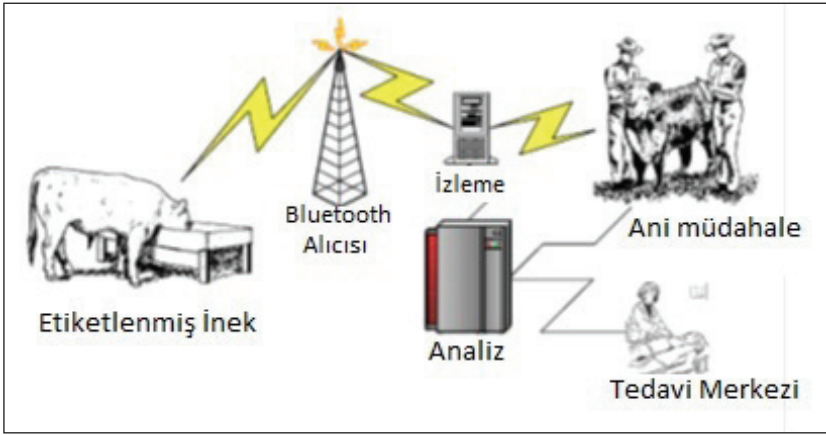 Etiketlenmiş İnek
Bluetooth
Alıcısı
İzleme
Analiz
Ani müdahale
Tedavi Merkezi